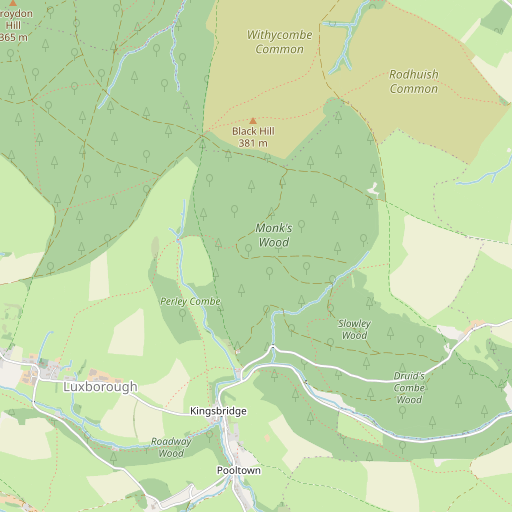 roydon
Hill
365 m
Withycombe
Common
Rodhuish
Common
Black Hill
381 m
Monk's
Wood
Perley Combe
Slowley
Wood
Luxborough
Druid's
Combe
Wood
Kingsbridge
Roadway
Wood
Pooltown